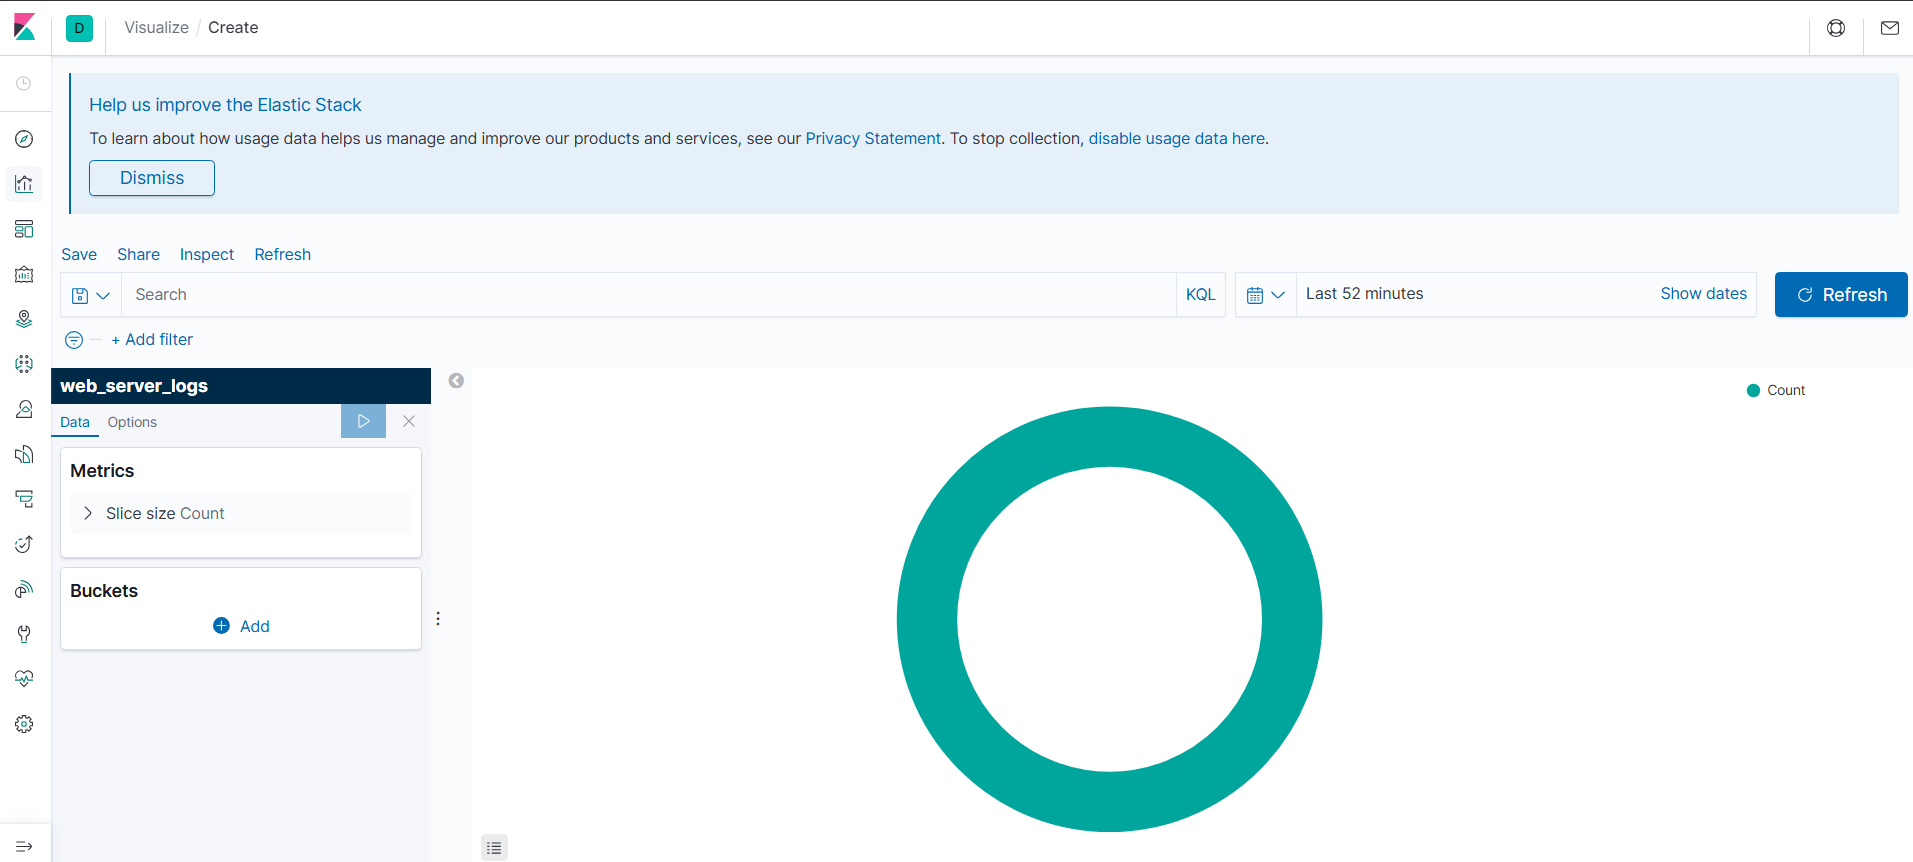 D Visualize / Create
Help us improve the Elastic Stack
To learn about how usage data helps us manage and improve our products and services, see our Privacy Statement. To stop collection, disable usage data here.
Dismiss
Save Share Inspect Refresh
Search KQL Last 52 minutes Show dates Refresh
+ Add filter
web_server_logs
Count
Data Options
Metrics
Slice size Count
Buckets
Add